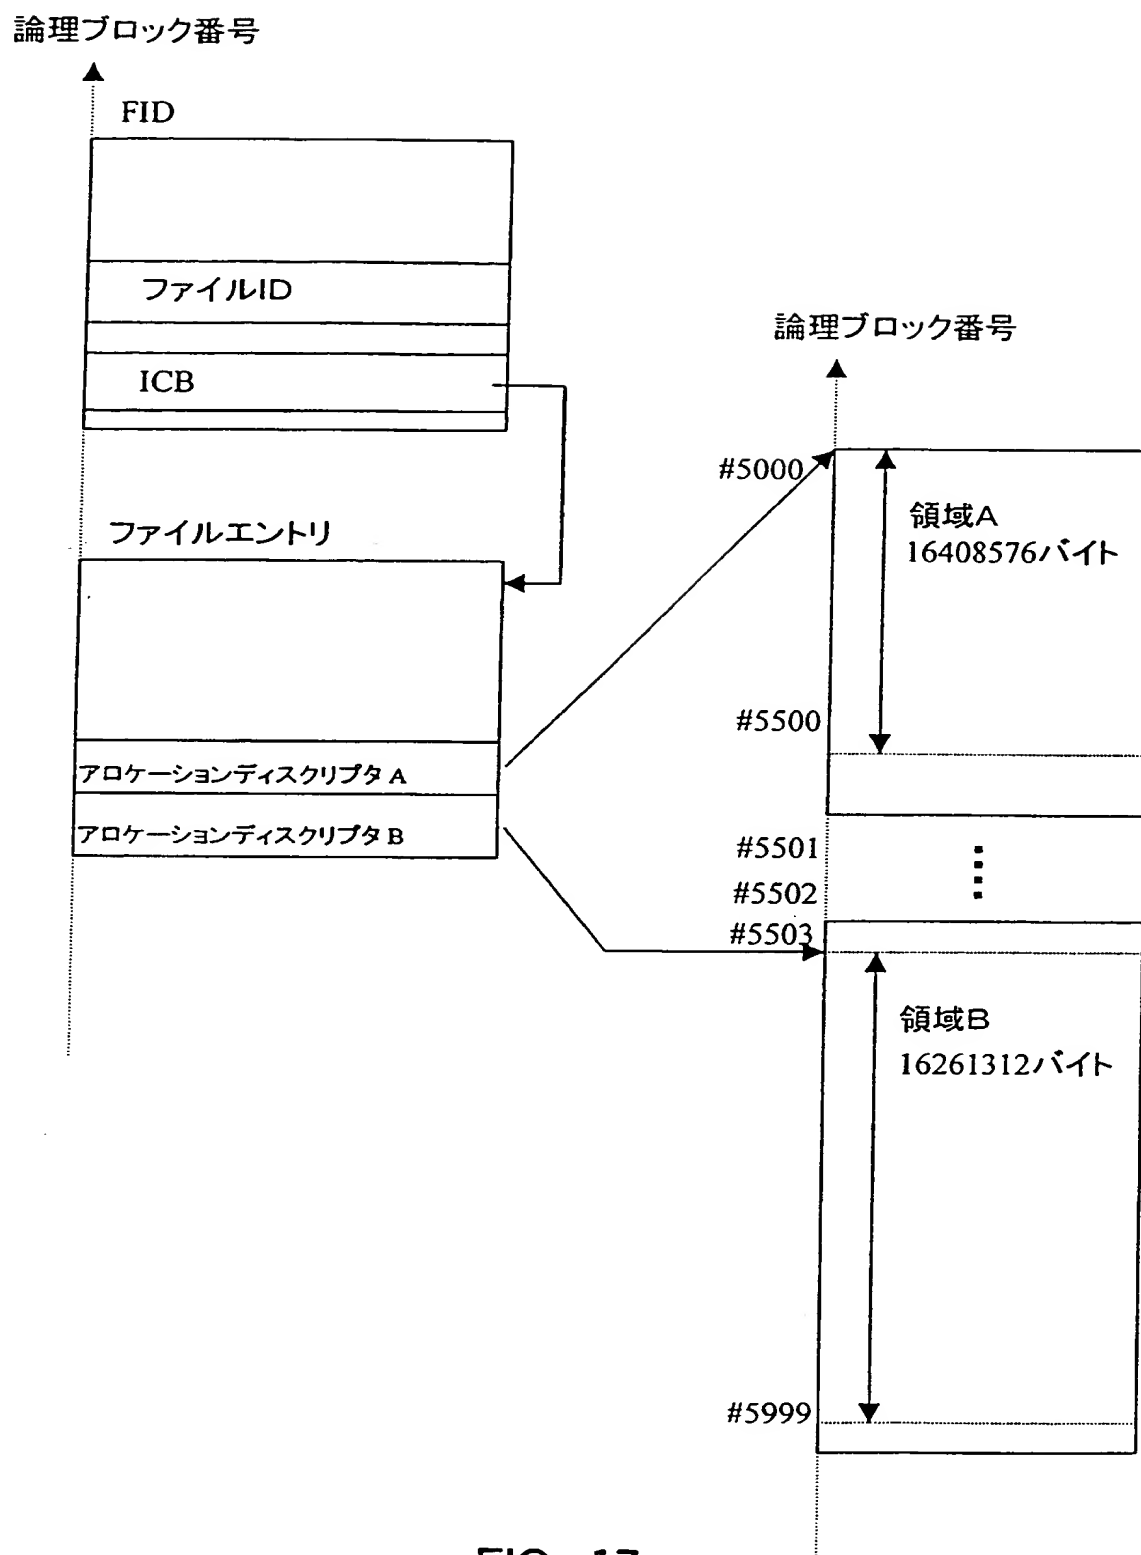 論理ブロック番号
FID
ファイルID
ICB
ファイルエントリ
アロケーションディスクリプタ A
アロケーションディスクリプタ B
論理ブロック番号
#5000
領域A
16408576バイト
#5500
#5501
#5502
#5503
領域B
16261312バイト
#5999